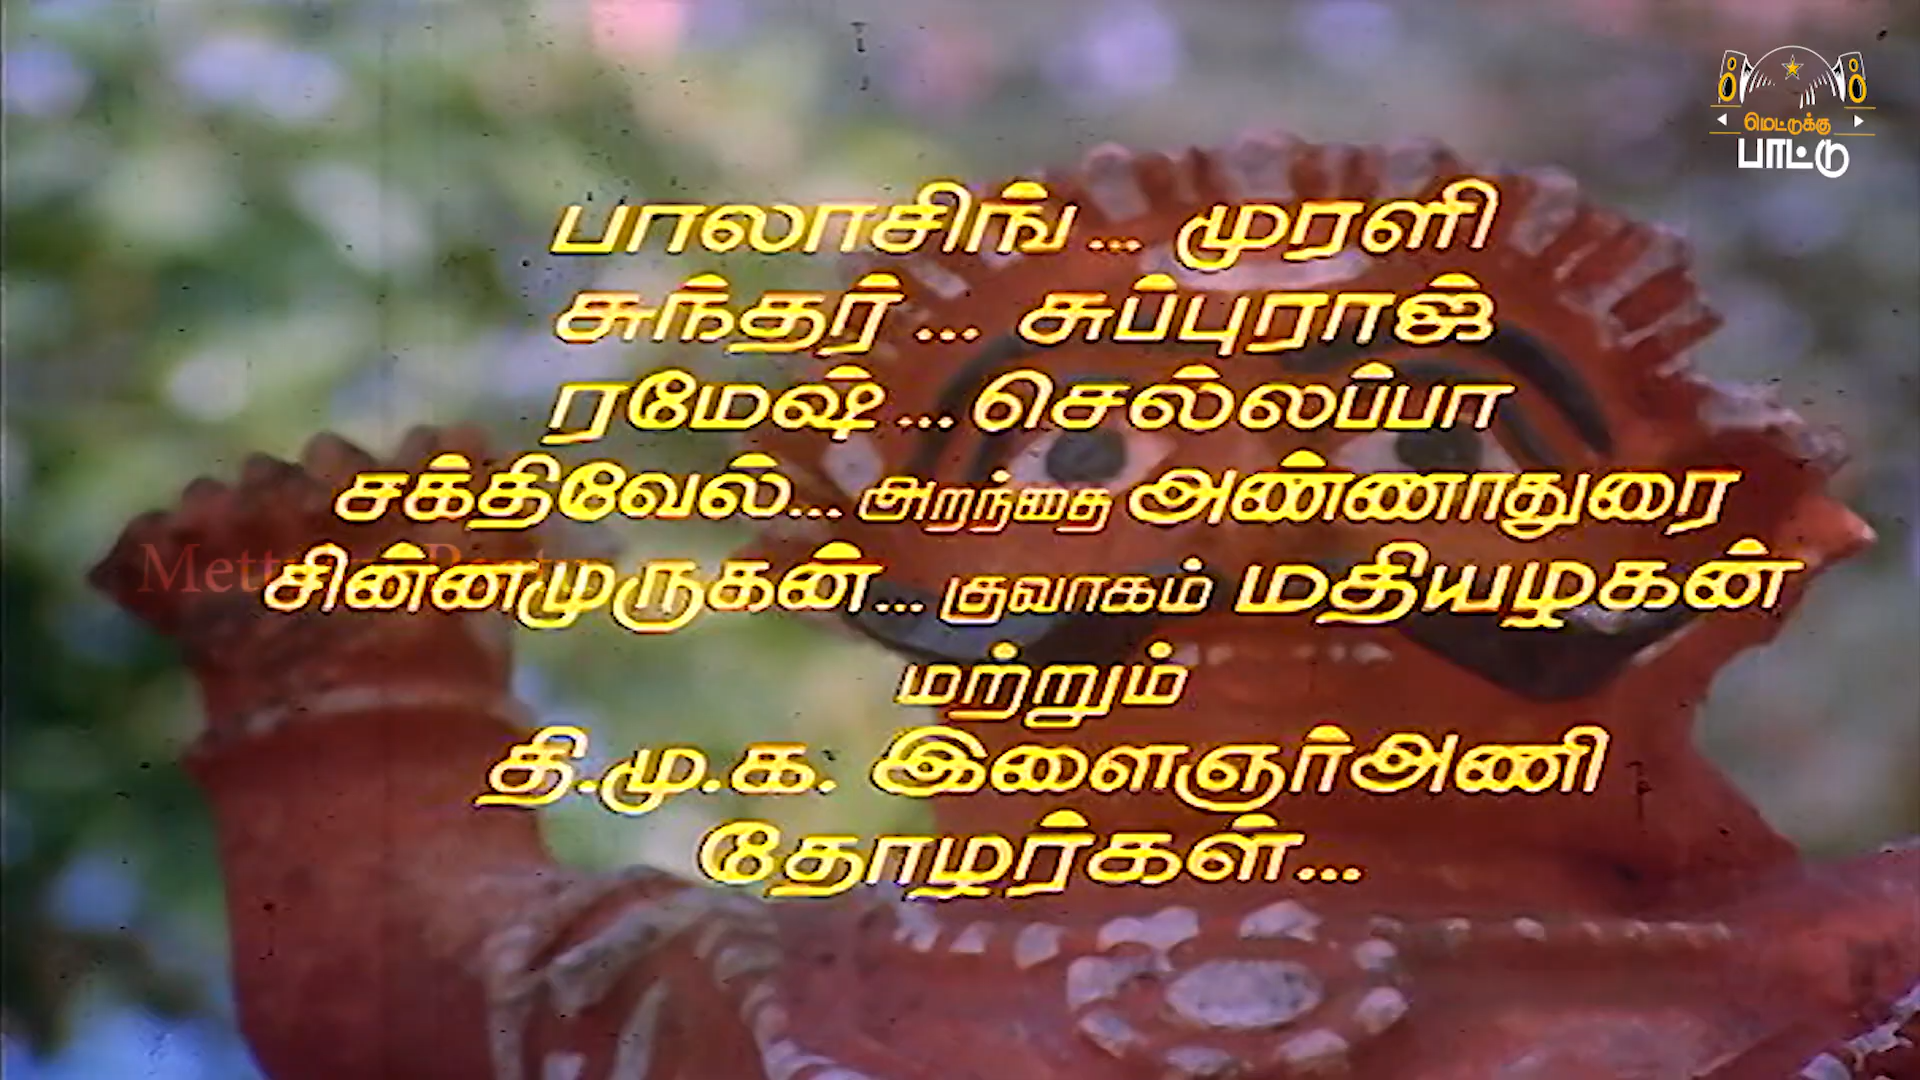 மெட்டுக்கு
பாட்டு
பாலாசிங்... முரளி
சுந்தர்... சுப்புராஜ்
ரமேஷ்... செல்லப்பா
சக்திவேல்... அறந்தை அண்ணாதுரை
சின்னமுருகன்... குவாகம் மதியழகன்
மற்றும்
தி.மு.க. இளைஞர்அணி
தோழர்கள்...